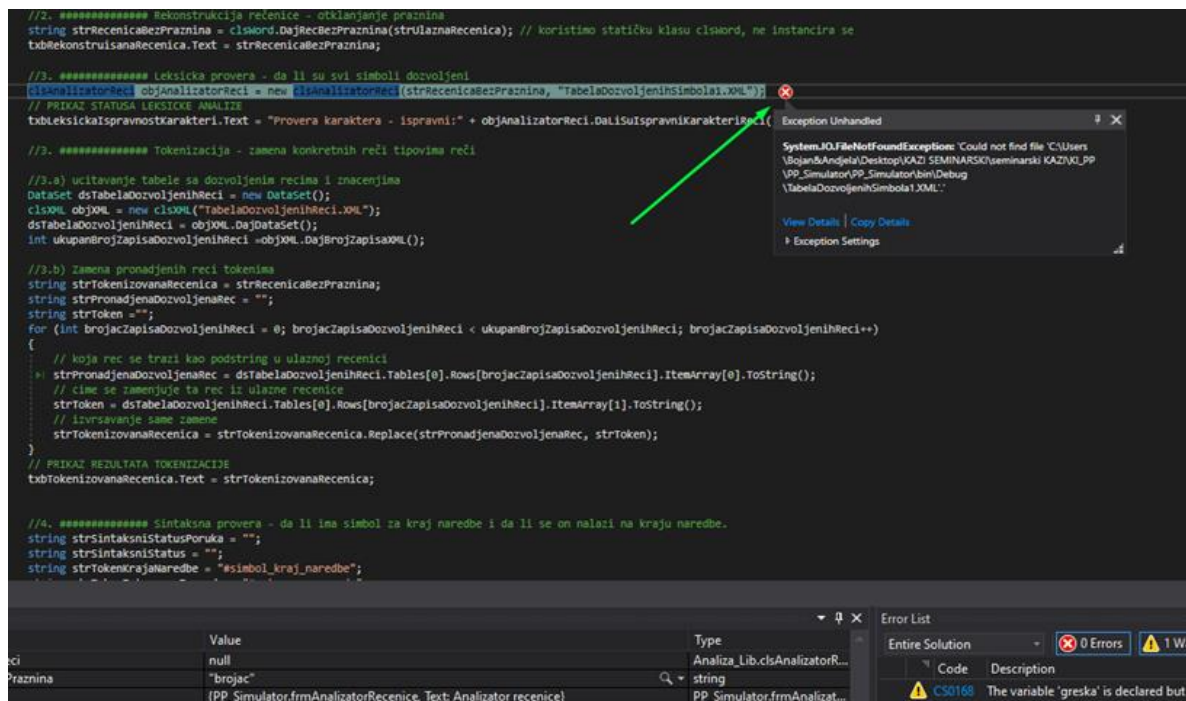 //2. ############## Rekonstrukcija rečenice - otklanjanje praznina
string strRecenicaBezPraznina = clsWord.DajRecBezPraznina(strUlaznaRecenica); // koristimo statičku klasu clsWord, ne instancira se
txbRekonstruisanaRecenica.Text = strRecenicaBezPraznina;
//3. ############## Leksicka provera - da li su svi simboli dozvoljeni
clsAnalizatorReci objAnalizatorReci = new clsAnalizatorReci(strRecenicaBezPraznina, "TabelaDozvoljenihSimbola1.XML");
// PRIKAZ STATUSA LEKSICKE ANALIZE
txbLeksickaIspravnostKarakteri.Text = "Provera karaktera - ispravni:" + objAnalizatorReci.DaLiSuIspravniKarakteriReci(
Exception Unhandled
System.IO.FileNotFoundException: 'Could not find file 'C:\Users
\Bojan&Andjela\Desktop\KAZI SEMINARSKI\seminarski KAZI\KI_PP
\PP_Simulator\PP_Simulator\bin\Debug
\TabelaDozvoljenihSimbola1.XML'.'
View Details | Copy Details
Exception Settings
//3. ############## Tokenizacija - zamena konkretnih reči tipovima reči
//3.a) ucitavanje tabele sa dozvoljenim recima i znacenjima
DataSet dsTabelaDozvoljenihReci = new DataSet();
clsXML objXML = new clsXML("TabelaDozvoljenihReci.XML");
dsTabelaDozvoljenihReci = objXML.DajDataSet();
int ukupanBrojZapisaDozvoljenihReci =objXML.DajBrojZapisaXML();
//3.b) Zamena pronadjenih reci tokenima
string strTokenizovanaRecenica = strRecenicaBezPraznina;
string strPronadjenaDozvoljenaRec = "";
string strToken ="";
for (int brojacZapisaDozvoljenihReci = 0; brojacZapisaDozvoljenihReci < ukupanBrojZapisaDozvoljenihReci; brojacZapisaDozvoljenihReci++)
{
// koja rec se trazi kao podstring u ulaznoj recenici
strPronadjenaDozvoljenaRec = dsTabelaDozvoljenihReci.Tables[0].Rows[brojacZapisaDozvoljenihReci].ItemArray[0].ToString();
// cime se zamenjuje ta rec iz ulazne recenice
strToken = dsTabelaDozvoljenihReci.Tables[0].Rows[brojacZapisaDozvoljenihReci].ItemArray[1].ToString();
// izvrsavanje same zamene
strTokenizovanaRecenica = strTokenizovanaRecenica.Replace(strPronadjenaDozvoljenaRec, strToken);
}
// PRIKAZ REZULTATA TOKENIZACIJE
txbTokenizovanaRecenica.Text = strTokenizovanaRecenica;
//4. ############## Sintaksna provera - da li ima simbol za kraj naredbe i da li se on nalazi na kraju naredbe.
string strSintaksniStatusPoruka = "";
string strSintaksniStatus = "";
string strTokenKrajaNaredbe = "#simbol_kraj_naredbe";
Value Type
eci null Analiza_Lib.clsAnalizatorR...
Praznina "brojac" string
{PP_Simulator.frmAnalizatorRecenice, Text: Analizator recenice} PP_Simulator.frmAnalizat...
Error List
Entire Solution 0 Errors 1 Wa
Code Description
CS0168 The variable 'greska' is declared but